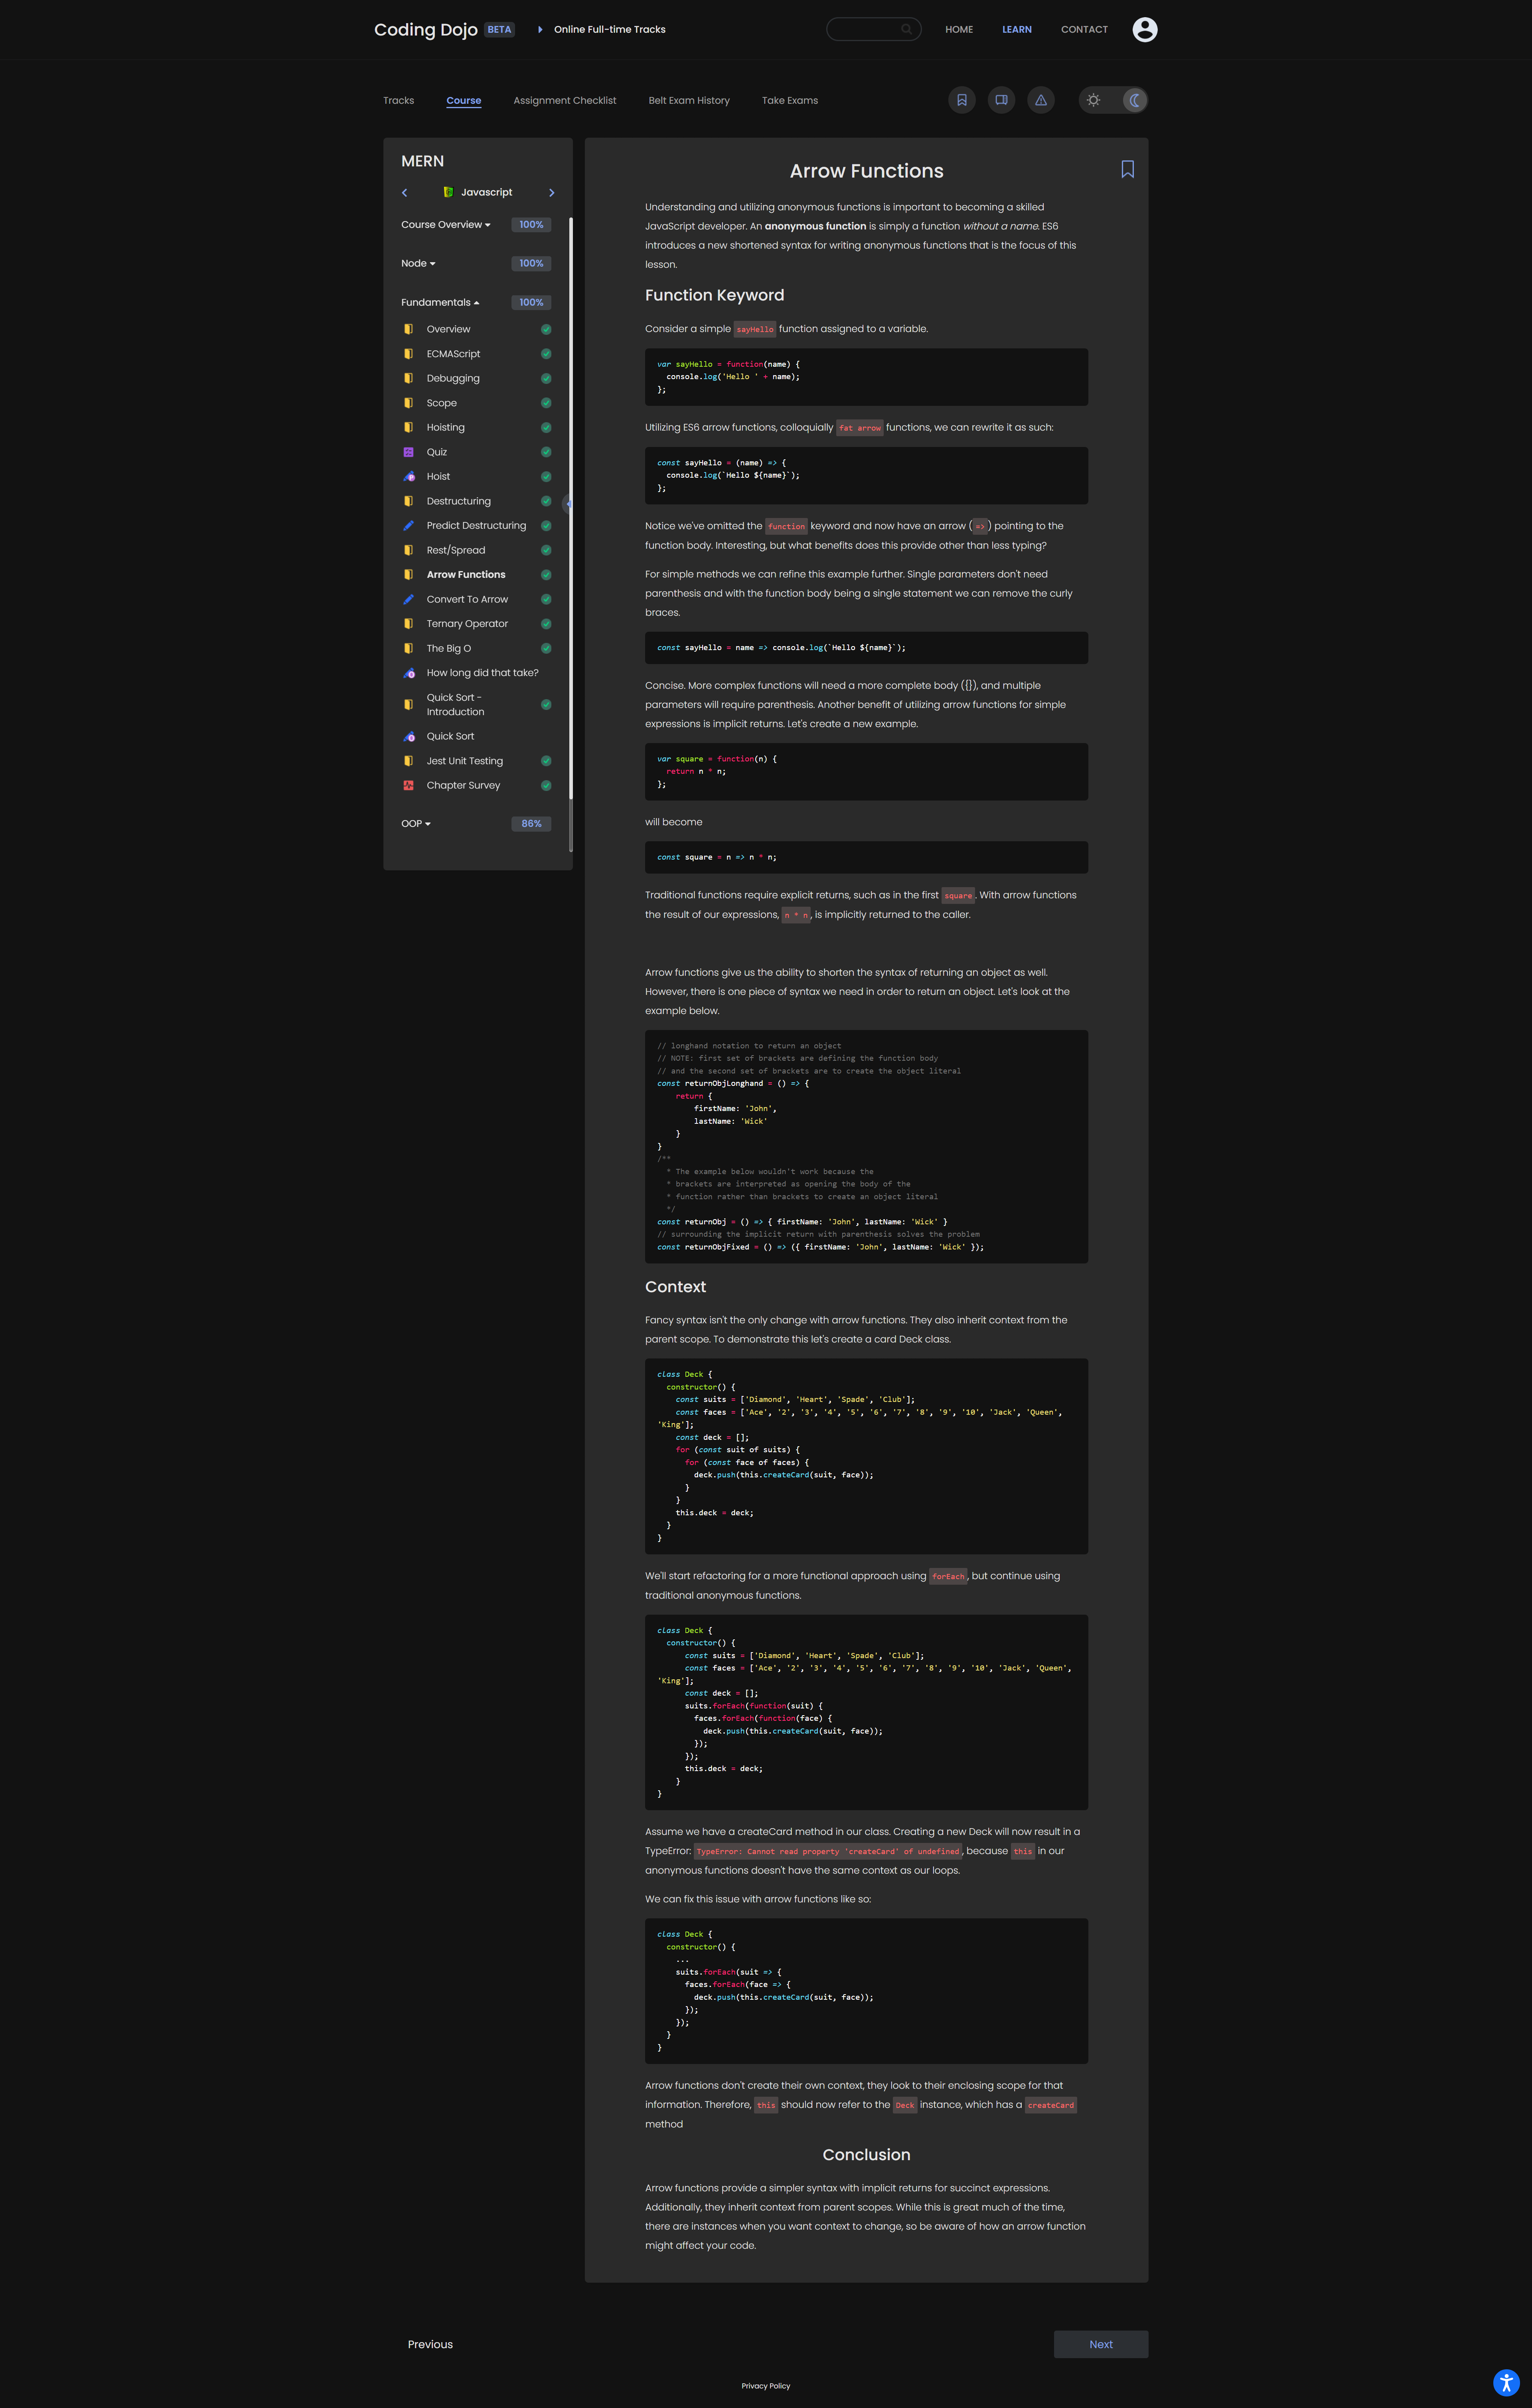 Coding Dojo BETA
Online Full-time Tracks
HOME
LEARN
CONTACT
Tracks
Course
Assignment Checklist
Belt Exam History
Take Exams
MERN
Javascript
Course Overview 100%
Node 100%
Fundamentals 100%
Overview
ECMAScript
Debugging
Scope
Hoisting
Quiz
Hoist
Destructuring
Predict Destructuring
Rest/Spread
Arrow Functions
Convert To Arrow
Ternary Operator
The Big O
How long did that take?
Quick Sort -
Introduction
Quick Sort
Jest Unit Testing
Chapter Survey
OOP 86%
Arrow Functions
Understanding and utilizing anonymous functions is important to becoming a skilled
JavaScript developer. An anonymous function is simply a function without a name. ES6
introduces a new shortened syntax for writing anonymous functions that is the focus of this
lesson.
Function Keyword
Consider a simple sayHello function assigned to a variable.
var sayHello = function(name) {
  console.log('Hello ' + name);
};
Utilizing ES6 arrow functions, colloquially fat arrow functions, we can rewrite it as such:
const sayHello = (name) => {
  console.log(`Hello ${name}`);
};
Notice we've omitted the function keyword and now have an arrow (=>) pointing to the
function body. Interesting, but what benefits does this provide other than less typing?
For simple methods we can refine this example further. Single parameters don't need
parenthesis and with the function body being a single statement we can remove the curly
braces.
const sayHello = name => console.log(`Hello ${name}`);
Concise. More complex functions will need a more complete body ({}), and multiple
parameters will require parenthesis. Another benefit of utilizing arrow functions for simple
expressions is implicit returns. Let's create a new example.
var square = function(n) {
  return n * n;
};
will become
const square = n => n * n;
Traditional functions require explicit returns, such as in the first square. With arrow functions
the result of our expressions, n * n, is implicitly returned to the caller.
Arrow functions give us the ability to shorten the syntax of returning an object as well.
However, there is one piece of syntax we need in order to return an object. Let's look at the
example below.
// longhand notation to return an object
// NOTE: first set of brackets are defining the function body
// and the second set of brackets are to create the object literal
const returnObjLonghand = () => {
    return {
        firstName: 'John',
        lastName: 'Wick'
    }
}
/**
  * The example below wouldn't work because the
  * brackets are interpreted as opening the body of the
  * function rather than brackets to create an object literal
  */
const returnObj = () => { firstName: 'John', lastName: 'Wick' }
// surrounding the implicit return with parenthesis solves the problem
const returnObjFixed = () => ({ firstName: 'John', lastName: 'Wick' });
Context
Fancy syntax isn't the only change with arrow functions. They also inherit context from the
parent scope. To demonstrate this let's create a card Deck class.
class Deck {
  constructor() {
    const suits = ['Diamond', 'Heart', 'Spade', 'Club'];
    const faces = ['Ace', '2', '3', '4', '5', '6', '7', '8', '9', '10', 'Jack', 'Queen',
'King'];
    const deck = [];
    for (const suit of suits) {
      for (const face of faces) {
        deck.push(this.createCard(suit, face));
      }
    }
    this.deck = deck;
  }
}
We'll start refactoring for a more functional approach using forEach, but continue using
traditional anonymous functions.
class Deck {
  constructor() {
      const suits = ['Diamond', 'Heart', 'Spade', 'Club'];
      const faces = ['Ace', '2', '3', '4', '5', '6', '7', '8', '9', '10', 'Jack', 'Queen',
'King'];
      const deck = [];
      suits.forEach(function(suit) {
        faces.forEach(function(face) {
          deck.push(this.createCard(suit, face));
        });
      });
      this.deck = deck;
    }
}
Assume we have a createCard method in our class. Creating a new Deck will now result in a
TypeError: TypeError: Cannot read property 'createCard' of undefined, because this in our
anonymous functions doesn't have the same context as our loops.
We can fix this issue with arrow functions like so:
class Deck {
  constructor() {
    ...
    suits.forEach(suit => {
      faces.forEach(face => {
        deck.push(this.createCard(suit, face));
      });
    });
  }
}
Arrow functions don't create their own context, they look to their enclosing scope for that
information. Therefore, this should now refer to the Deck instance, which has a createCard
method
Conclusion
Arrow functions provide a simpler syntax with implicit returns for succinct expressions.
Additionally, they inherit context from parent scopes. While this is great much of the time,
there are instances when you want context to change, so be aware of how an arrow function
might affect your code.
Previous
Next
Privacy Policy